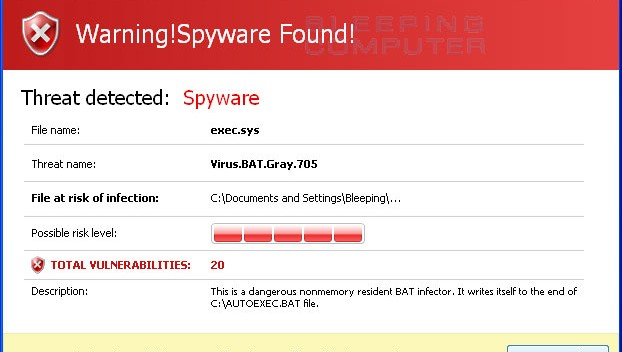 Warning!Spyware Found!
BLEEPING
COMPUTER
Threat detected: Spyware
File name: exec.sys
Threat name: Virus.BAT.Gray.705
File at risk of infection: C:\Documents and Settings\Bleeping\...
Possible risk level:
TOTAL VULNERABILITIES: 20
Description: This is a dangerous nonmemory resident BAT infector. It writes itself to the end of
C:\AUTOEXEC.BAT file.